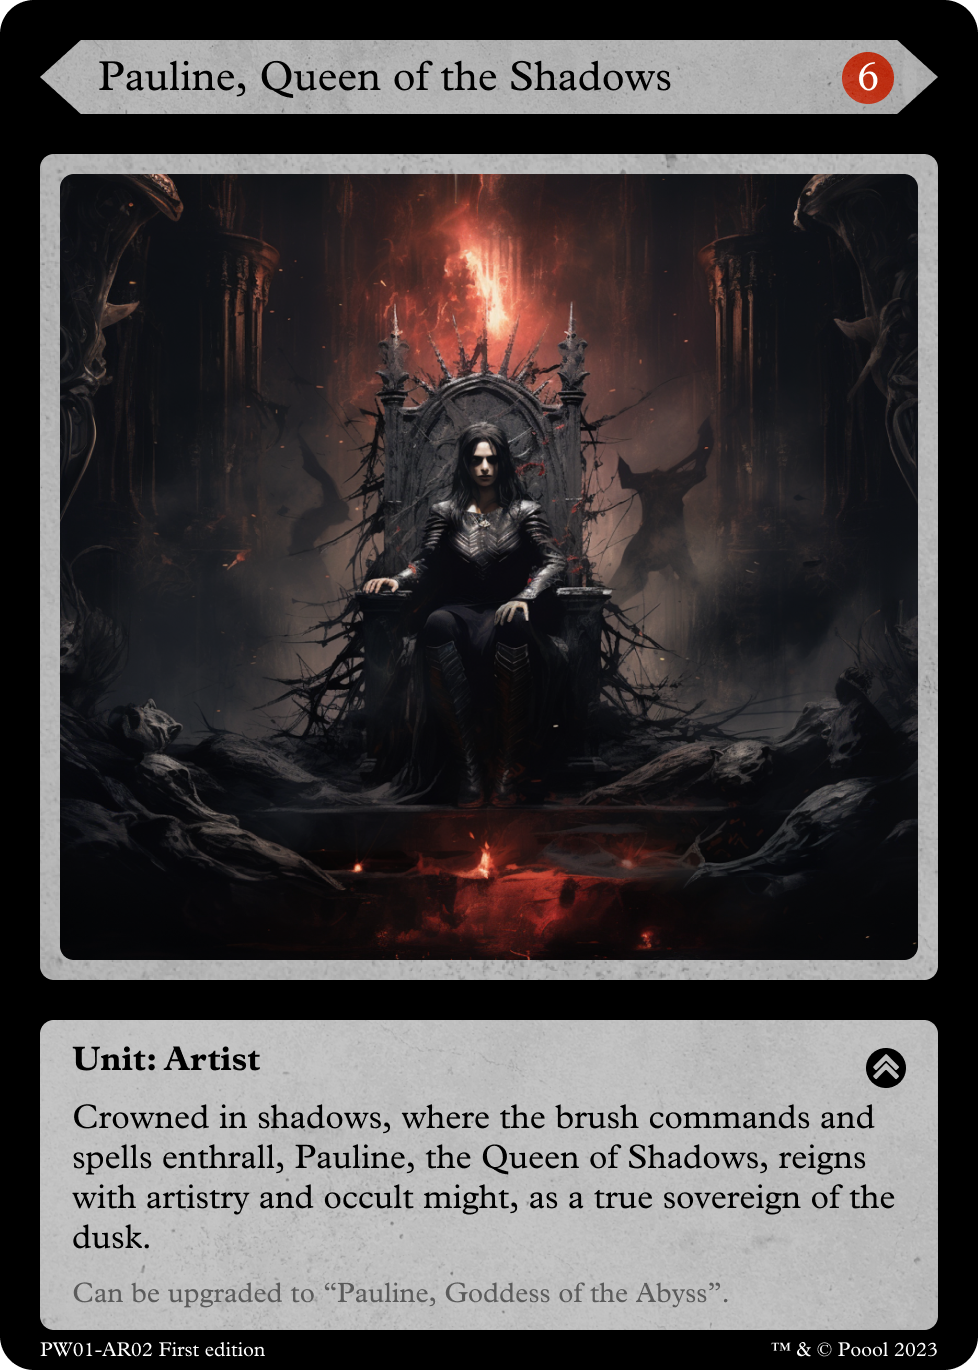 Pauline, Queen of the Shadows
6
Unit: Artist
Crowned in shadows, where the brush commands and
spells enthrall, Pauline, the Queen of Shadows, reigns
with artistry and occult might, as a true sovereign of the
dusk.
Can be upgraded to “Pauline, Goddess of the Abyss”.
PW01-AR02 First edition
™ & © Poool 2023